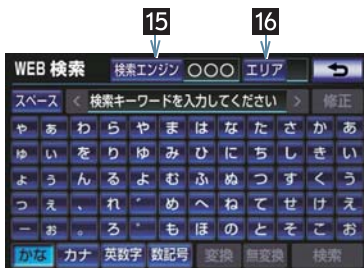 15 16
WEB 検索 検索エンジン ○○○ エリア
スペース < 検索キーワードを入力してください > 修正
ゃ ぁ わ ら や ま は な た さ か あ
ゅ ぃ を り ゆ み ひ に ち し き い
ょ ぅ ん る よ む ふ ぬ つ す く う
っ ぇ 、 れ ゛ め へ ね て せ け え
ー ぉ 。 ろ ゜ も ほ の と そ こ お
かな カナ 英数字 数記号 変換 無変換 検索